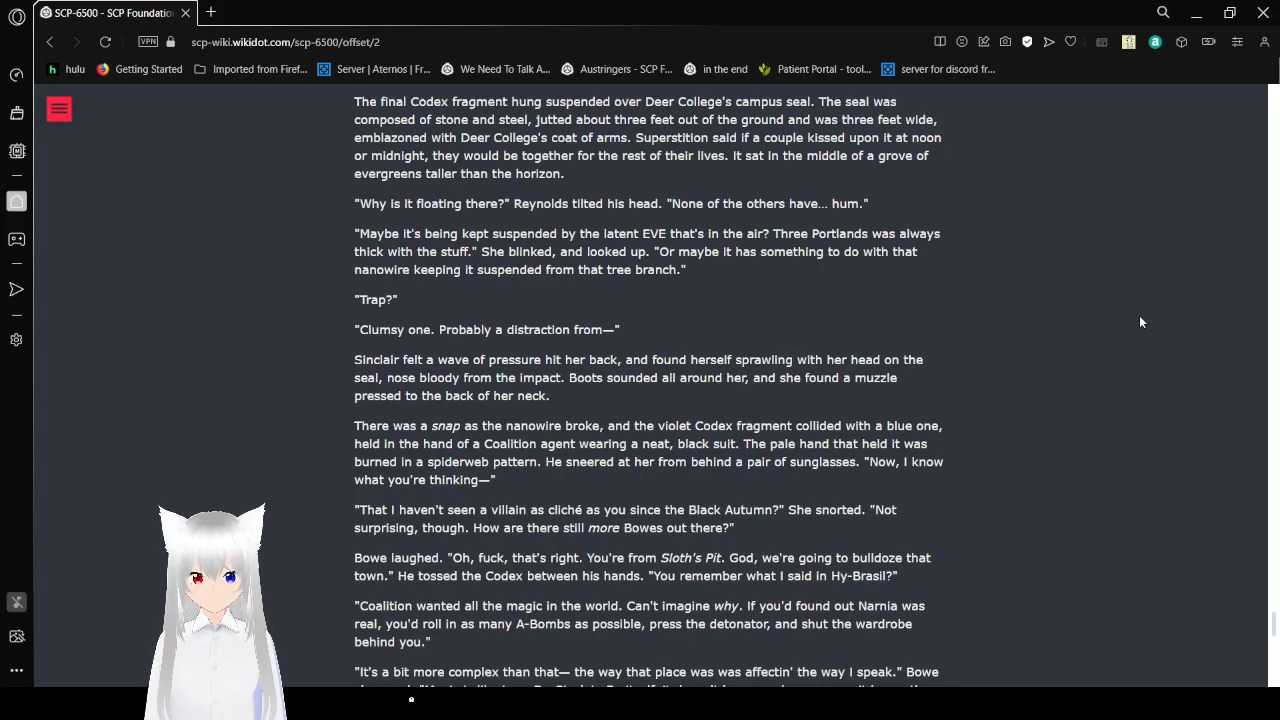 SCP-6500 - SCP Foundation
VPN
scp-wiki.wikidot.com/scp-6500/offset/2
h hulu
Getting Started
Imported from Firef...
Server | Aternos | Fr...
We Need To Talk A...
Austringers - SCP F...
in the end
Patient Portal - tool...
server for discord fr...
The final Codex fragment hung suspended over Deer College's campus seal. The seal was
composed of stone and steel, jutted about three feet out of the ground and was three feet wide,
emblazoned with Deer College's coat of arms. Superstition said if a couple kissed upon it at noon
or midnight, they would be together for the rest of their lives. It sat in the middle of a grove of
evergreens taller than the horizon.
"Why is it floating there?" Reynolds tilted his head. "None of the others have… hum."
"Maybe it's being kept suspended by the latent EVE that's in the air? Three Portlands was always
thick with the stuff." She blinked, and looked up. "Or maybe it has something to do with that
nanowire keeping it suspended from that tree branch."
"Trap?"
"Clumsy one. Probably a distraction from—"
Sinclair felt a wave of pressure hit her back, and found herself sprawling with her head on the
seal, nose bloody from the impact. Boots sounded all around her, and she found a muzzle
pressed to the back of her neck.
There was a snap as the nanowire broke, and the violet Codex fragment collided with a blue one,
held in the hand of a Coalition agent wearing a neat, black suit. The pale hand that held it was
burned in a spiderweb pattern. He sneered at her from behind a pair of sunglasses. "Now, I know
what you're thinking—"
"That I haven't seen a villain as cliché as you since the Black Autumn?" She snorted. "Not
surprising, though. How are there still more Bowes out there?"
Bowe laughed. "Oh, fuck, that's right. You're from Sloth's Pit. God, we're going to bulldoze that
town." He tossed the Codex between his hands. "You remember what I said in Hy-Brasil?"
"Coalition wanted all the magic in the world. Can't imagine why. If you'd found out Narnia was
real, you'd roll in as many A-Bombs as possible, press the detonator, and shut the wardrobe
behind you."
"It's a bit more complex than that— the way that place was was affectin' the way I speak." Bowe